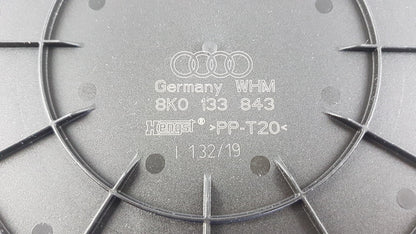 Germany WHM
8K0 133 843
Hengst® >PP-T20<
I 132/19